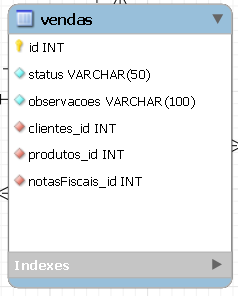 vendas
id INT
status VARCHAR(50)
observacoes VARCHAR(100)
clientes_id INT
produtos_id INT
notasFiscais_id INT
Indexes